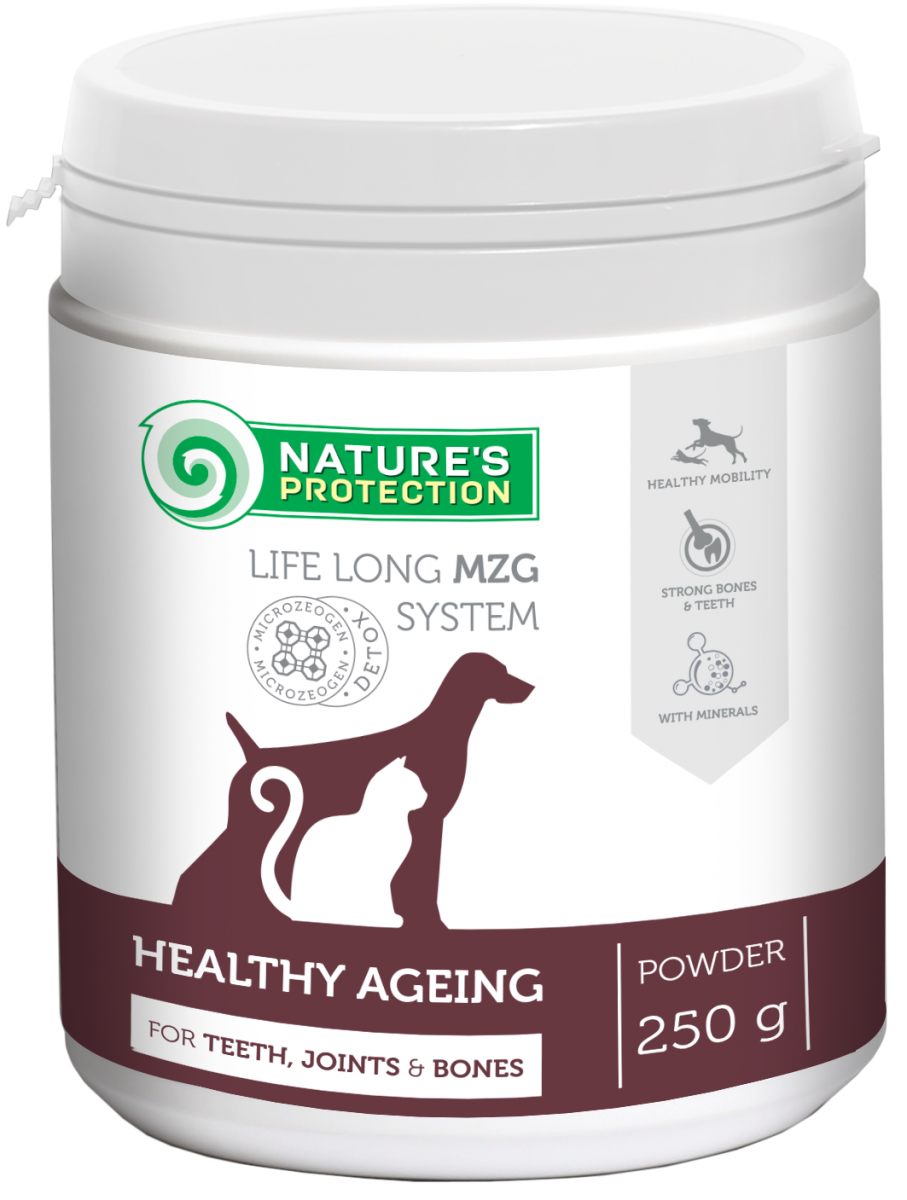 NATURE'S
PROTECTION
LIFE LONG MZG
SYSTEM
MICROZEOGEN • MICROZEOGEN •
• DETOX •
HEALTHY MOBILITY
STRONG BONES
& TEETH
WITH MINERALS
HEALTHY AGEING
FOR TEETH, JOINTS & BONES
POWDER
250 g